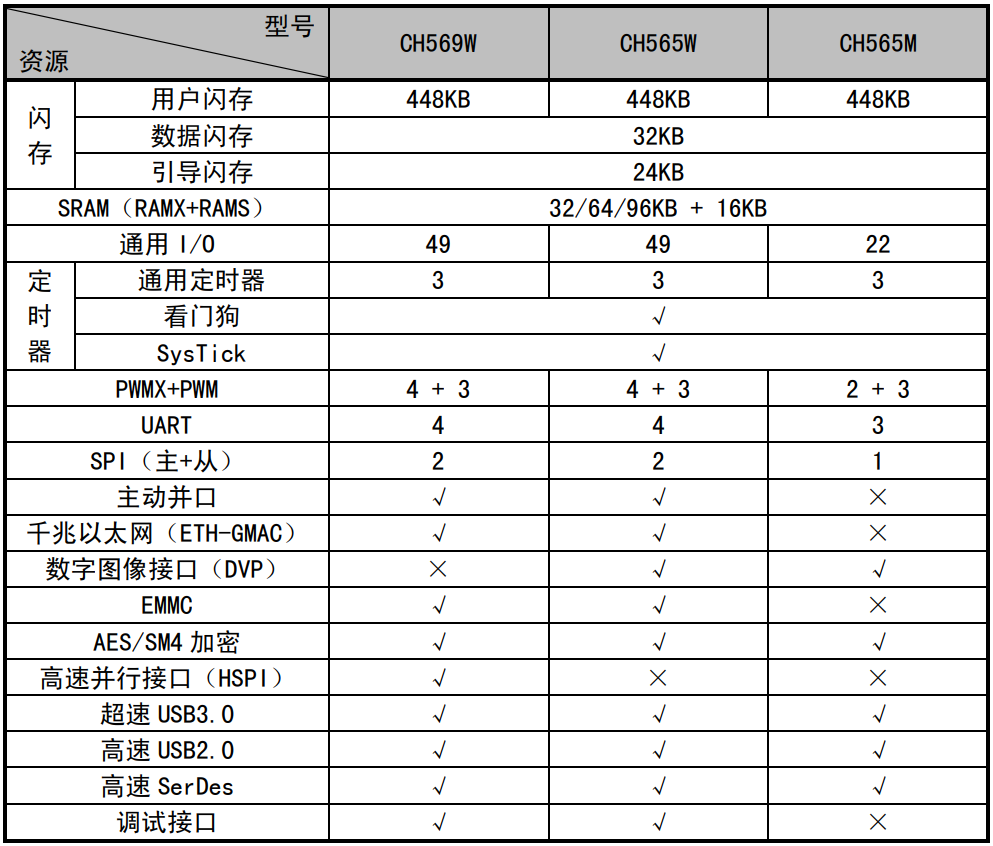 型号
资源
CH569W CH565W CH565M
闪存
用户闪存 448KB 448KB 448KB
数据闪存 32KB
引导闪存 24KB
SRAM（RAMX+RAMS） 32/64/96KB + 16KB
通用 I/O 49 49 22
定时器
通用定时器 3 3 3
看门狗 √
SysTick √
PWMX+PWM 4 + 3 4 + 3 2 + 3
UART 4 4 3
SPI（主+从） 2 2 1
主动并口 √ √ ×
千兆以太网（ETH-GMAC） √ √ ×
数字图像接口（DVP） × √ √
EMMC √ √ ×
AES/SM4 加密 √ √ √
高速并行接口（HSPI） √ × ×
超速 USB3.0 √ √ √
高速 USB2.0 √ √ √
高速 SerDes √ √ √
调试接口 √ √ ×